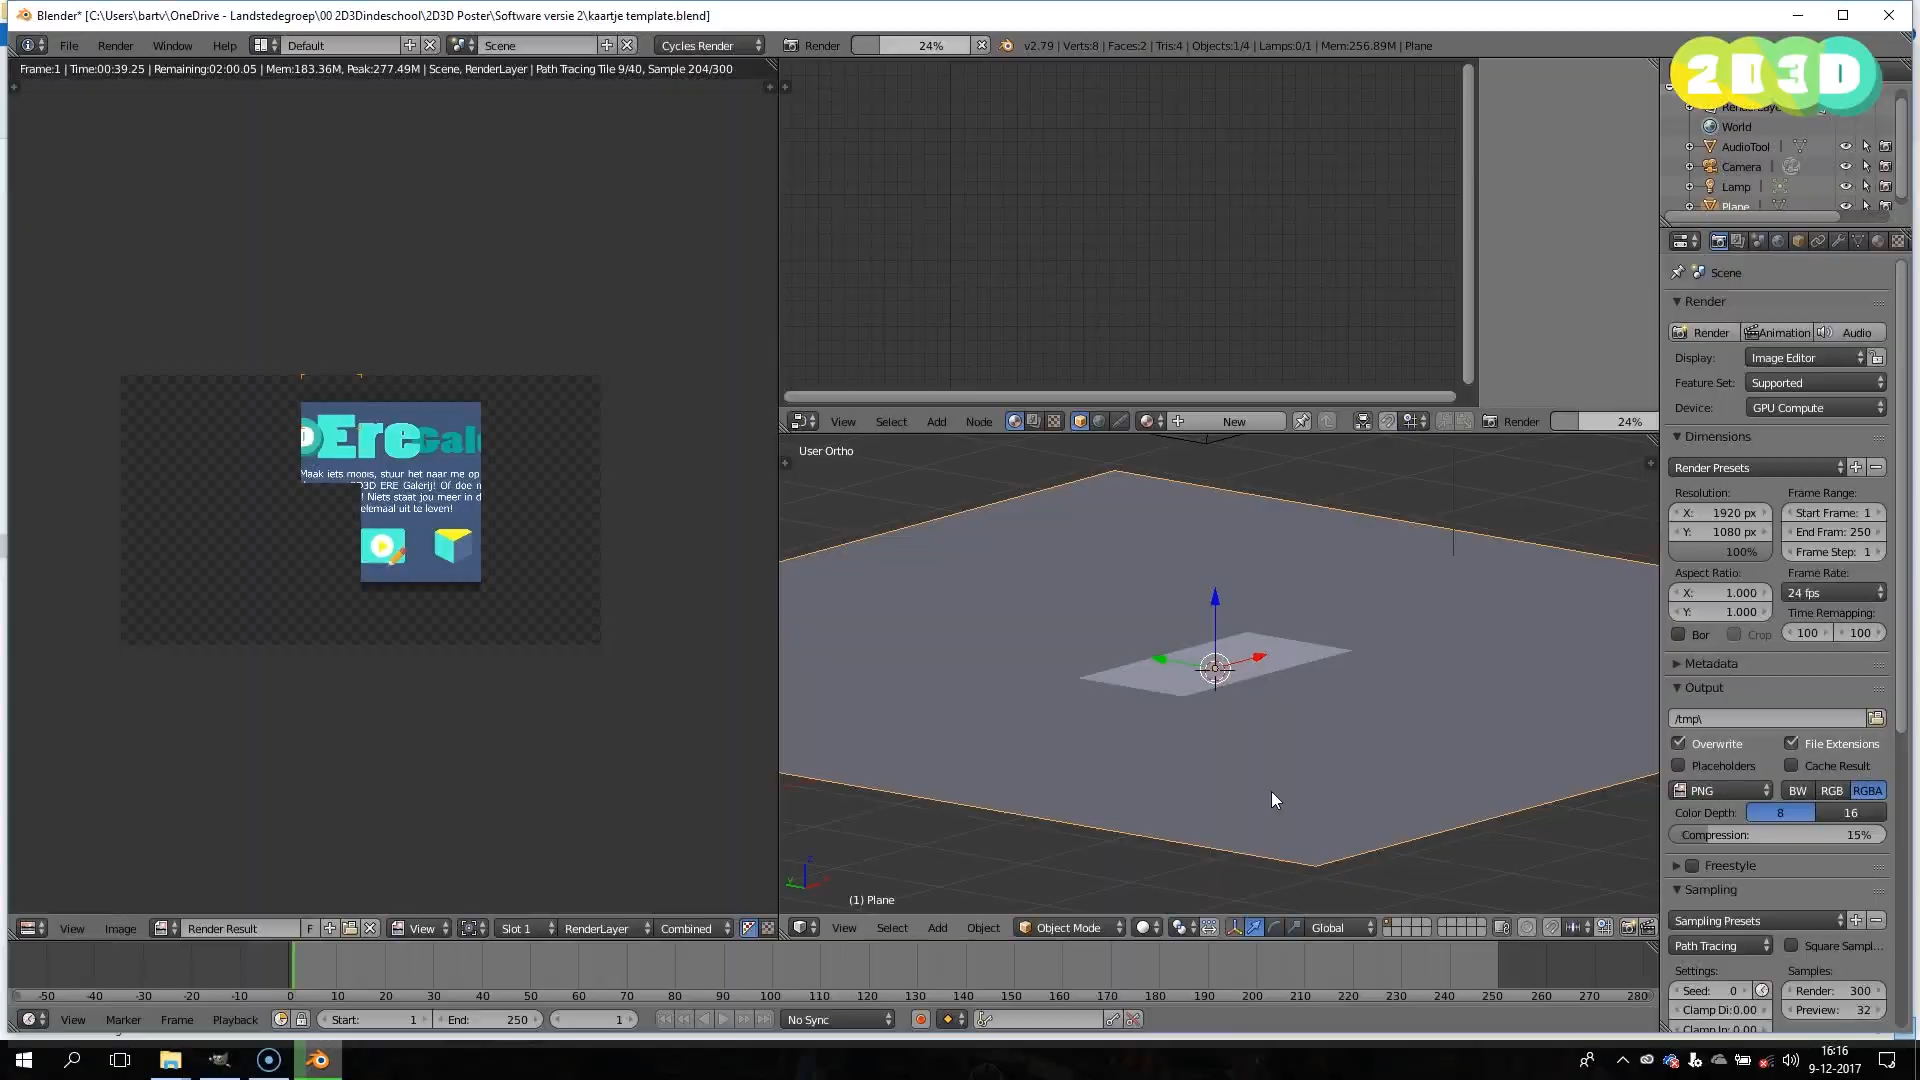 Blender* [C:\Users\bartv\OneDrive - Landstedegroep\00 2D3Dindeschool\2D3D Poster\Software versie 2\kaartje template.blend]
File Render Window Help Default Scene Cycles Render Render 24% v2.79 | Verts:8 | Faces:2 | Tris:4 | Objects:1/4 | Lamps:0/1 | Mem:256.89M | Plane
Frame:1 | Time:00:39.25 | Remaining:02:00.05 | Mem:183.36M, Peak:277.49M | Scene, RenderLayer | Path Tracing Tile 9/40, Sample 204/300
2D3D
World
AudioTool
Camera
Lamp
Plane
Scene
Render
Render Animation Audio
Display: Image Editor
Feature Set: Supported
Device: GPU Compute
Dimensions
Render Presets
Resolution: Frame Range:
X: 1920 px Start Frame: 1
Y: 1080 px End Fram: 250
100% Frame Step: 1
Aspect Ratio: Frame Rate:
X: 1.000 24 fps
Y: 1.000 Time Remapping:
Bor Crop 100 100
Metadata
Output
/tmp\
Overwrite File Extensions
Placeholders Cache Result
PNG BW RGB RGBA
Color Depth: 8 16
Compression: 15%
Freestyle
Sampling
Sampling Presets
Path Tracing Square Sampl...
Settings: Samples:
Seed: 0 Render: 300
Clamp Di:0.00 Preview: 32
Clamp In: 0.00
DEre Gal
Maak iets moois, stuur het naar me op
3D ERE Galerij! Of doe
! Niets staat jou meer in d
elemaal uit te leven!
View Select Add Node New Render 24%
User Ortho
(1) Plane
View Image Render Result F View Slot 1 RenderLayer Combined
View Select Add Object Object Mode Global
-50 -40 -30 -20 -10 0 10 20 30 40 50 60 70 80 90 100 110 120 130 140 150 160 170 180 190 200 210 220 230 240 250 260 270 280
View Marker Frame Playback Start: 1 End: 250 1 No Sync
16:16
9-12-2017